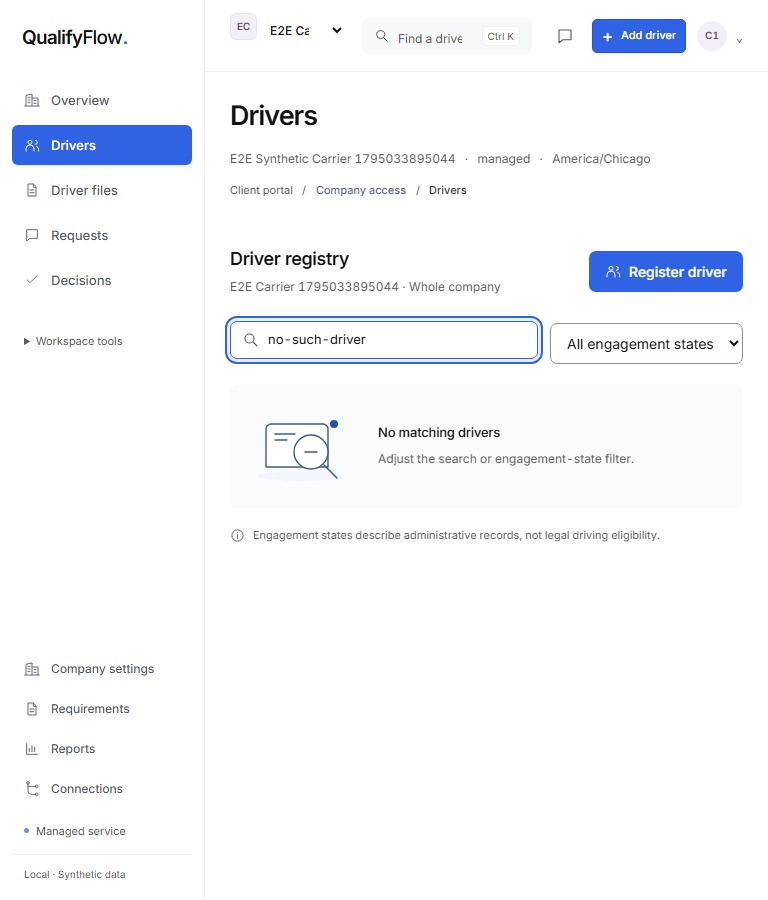 QualifyFlow.
Overview
Drivers
Driver files
Requests
Decisions
Workspace tools
Company settings
Requirements
Reports
Connections
Managed service
Local · Synthetic data
EC
E2E Ca
Find a drive
Ctrl K
+ Add driver
C1
Drivers
E2E Synthetic Carrier 1795033895044 · managed · America/Chicago
Client portal / Company access / Drivers
Driver registry
E2E Carrier 1795033895044 · Whole company
Register driver
no-such-driver
All engagement states
No matching drivers
Adjust the search or engagement-state filter.
Engagement states describe administrative records, not legal driving eligibility.